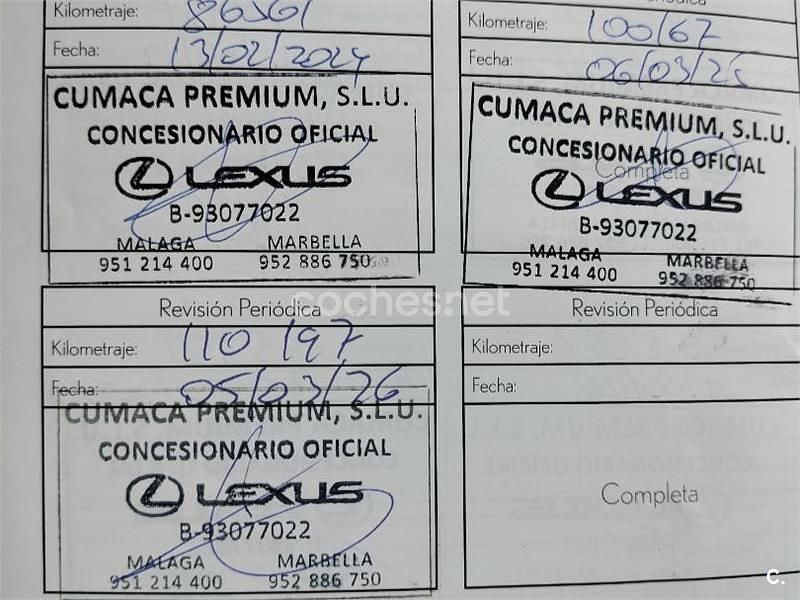 Kilometraje: 86561
Fecha: 13/02/2024
CUMACA PREMIUM, S.L.U.
CONCESIONARIO OFICIAL
LEXUS
B-93077022
MALAGA MARBELLA
951 214 400 952 886 750
Kilometraje: 100167
Fecha: 06/03/25
CUMACA PREMIUM, S.L.U.
CONCESIONARIO OFICIAL
Completa
LEXUS
B-93077022
MALAGA MARBELLA
951 214 400 952 886 750
coches.net
Revisión Periódica
Kilometraje: 110197
Fecha: 05/03/26
CUMACA PREMIUM, S.L.U.
CONCESIONARIO OFICIAL
LEXUS
B-93077022
MALAGA MARBELLA
951 214 400 952 886 750
Revisión Periódica
Kilometraje:
Fecha:
Completa
C.